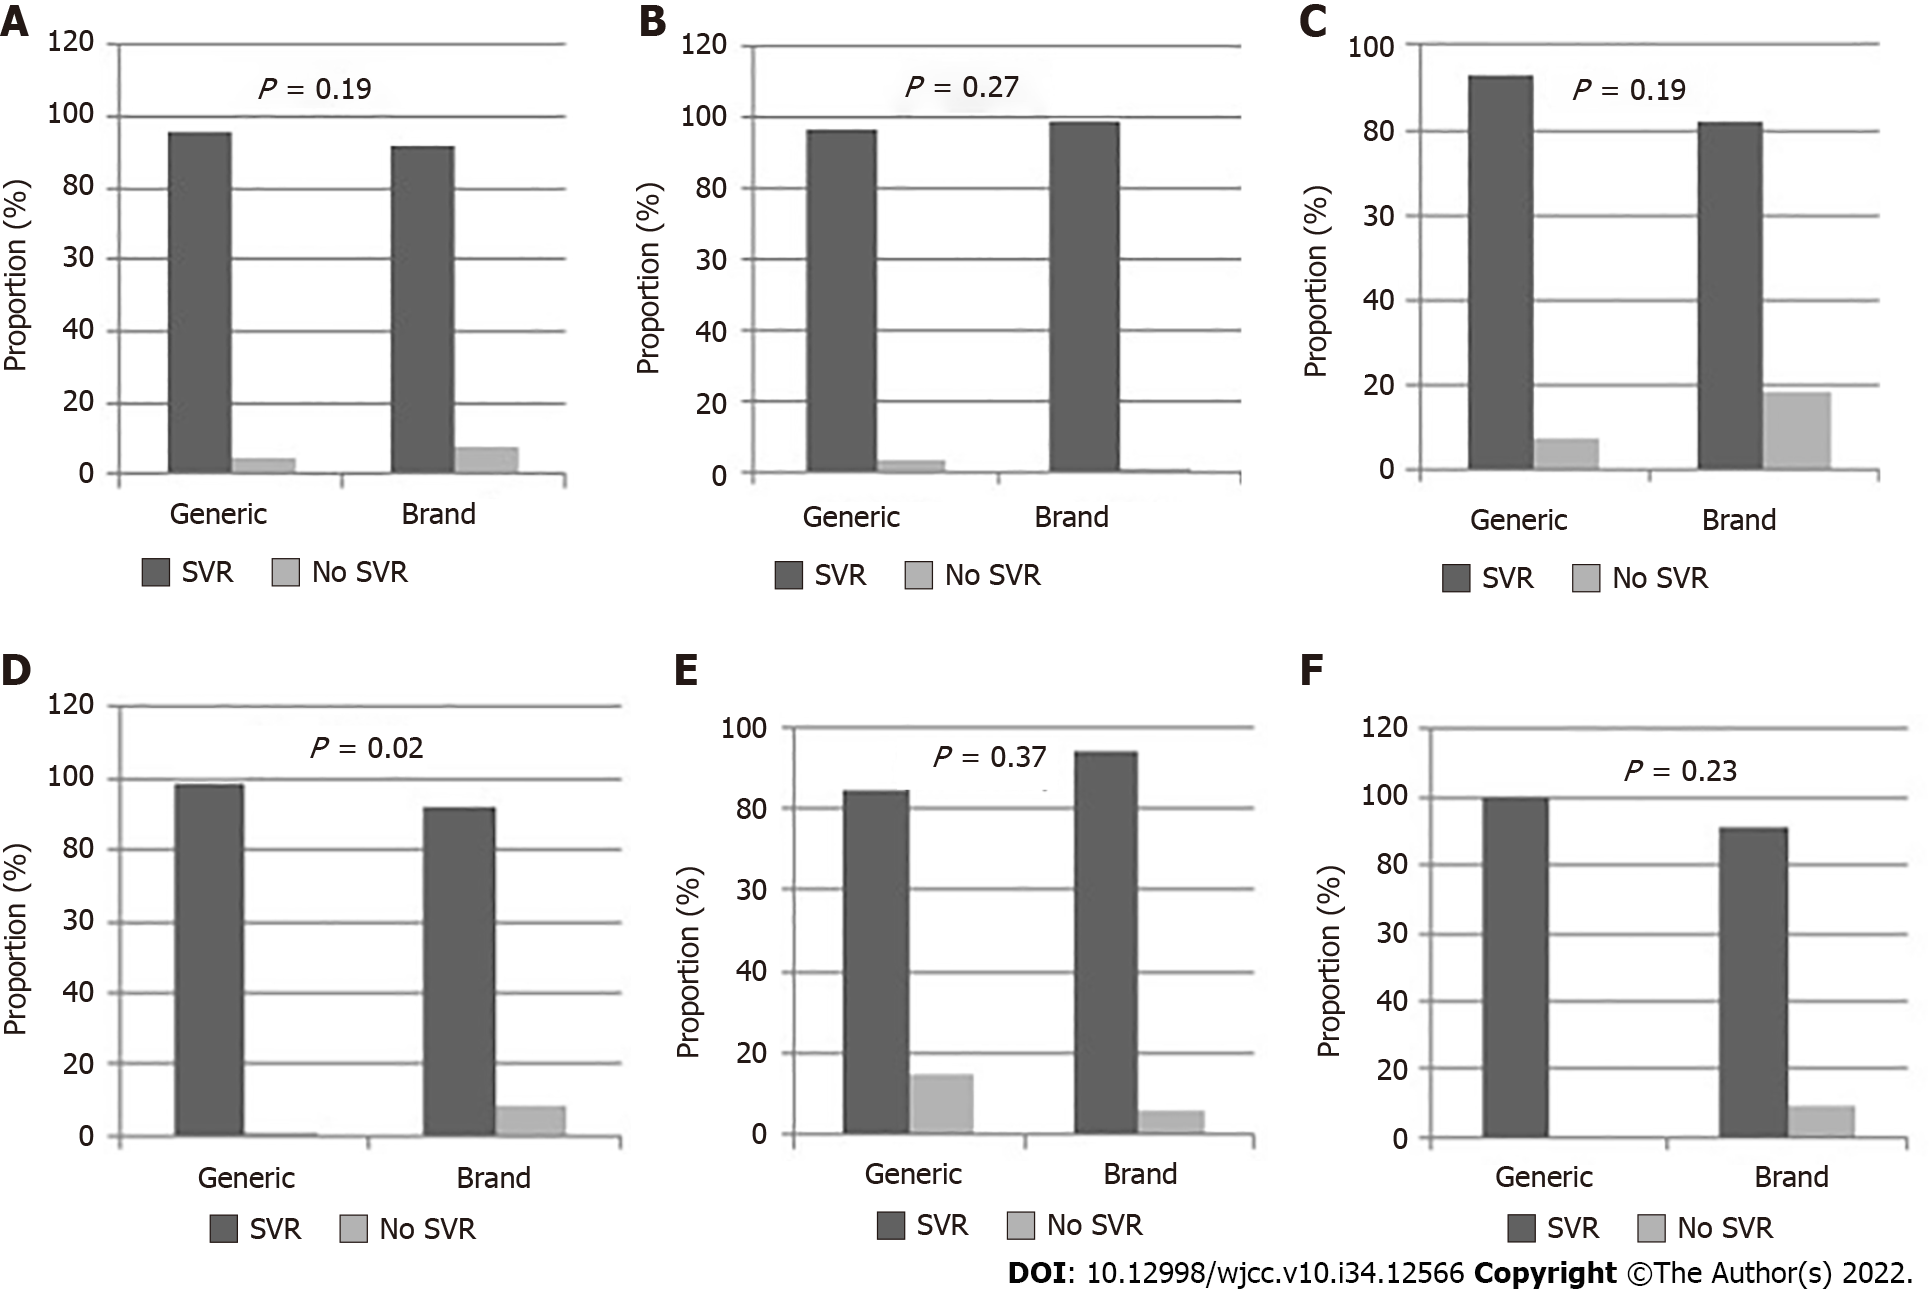 A
120
100
80
30
40
20
0
Proportion (%)
P = 0.19
Generic Brand
SVR No SVR
B
120
100
80
30
40
20
0
Proportion (%)
P = 0.27
Generic Brand
SVR No SVR
C
100
80
30
40
20
0
Proportion (%)
P = 0.19
Generic Brand
SVR No SVR
D
120
100
80
30
40
20
0
Proportion (%)
P = 0.02
Generic Brand
SVR No SVR
E
100
80
30
40
20
0
Proportion (%)
P = 0.37
Generic Brand
SVR No SVR
F
120
100
80
30
40
20
0
Proportion (%)
P = 0.23
Generic Brand
SVR No SVR
DOI: 10.12998/wjcc.v10.i34.12566 Copyright ©The Author(s) 2022.